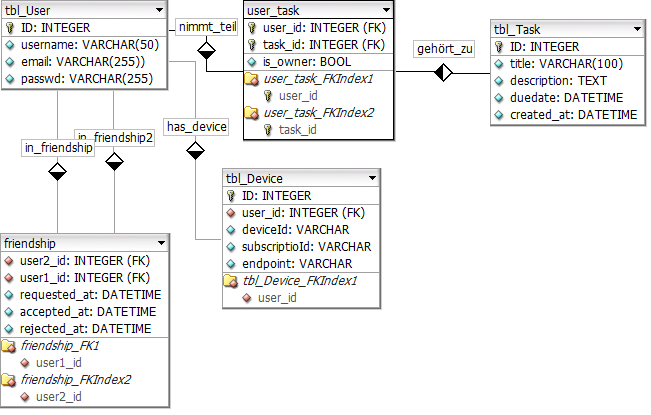 tbl_User
ID: INTEGER
username: VARCHAR(50)
email: VARCHAR(255))
passwd: VARCHAR(255)
nimmt_teil
user_task
user_id: INTEGER (FK)
task_id: INTEGER (FK)
is_owner: BOOL
user_task_FKIndex1
user_id
user_task_FKIndex2
task_id
gehört_zu
tbl_Task
ID: INTEGER
title: VARCHAR(100)
description: TEXT
duedate: DATETIME
created_at: DATETIME
in_friendship
in_friendship2
has_device
tbl_Device
ID: INTEGER
user_id: INTEGER (FK)
deviceId: VARCHAR
subscriptioId: VARCHAR
endpoint: VARCHAR
tbl_Device_FKIndex1
user_id
friendship
user2_id: INTEGER (FK)
user1_id: INTEGER (FK)
requested_at: DATETIME
accepted_at: DATETIME
rejected_at: DATETIME
friendship_FK1
user1_id
friendship_FKIndex2
user2_id